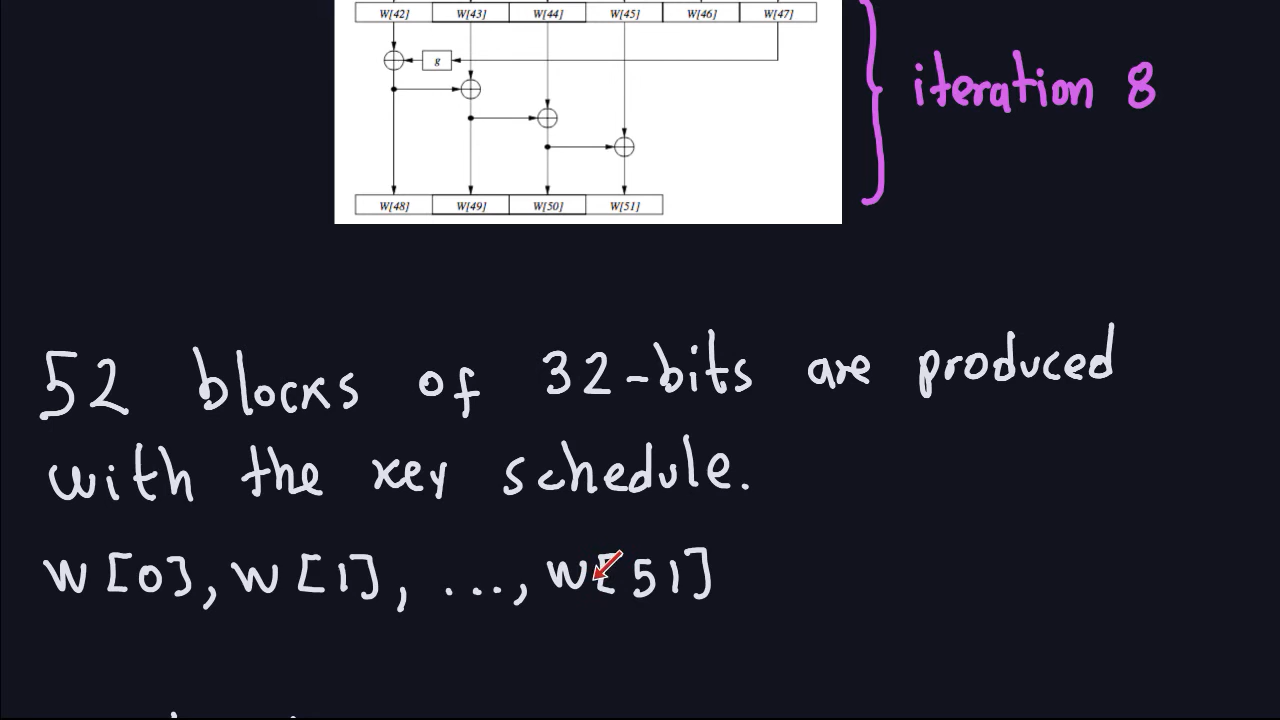 W[42] W[43] W[44] W[45] W[46] W[47]
g
W[48] W[49] W[50] W[51]
iteration 8
52 blocks of 32-bits are produced
with the key schedule.
W[0], W[1], ..., W[51]